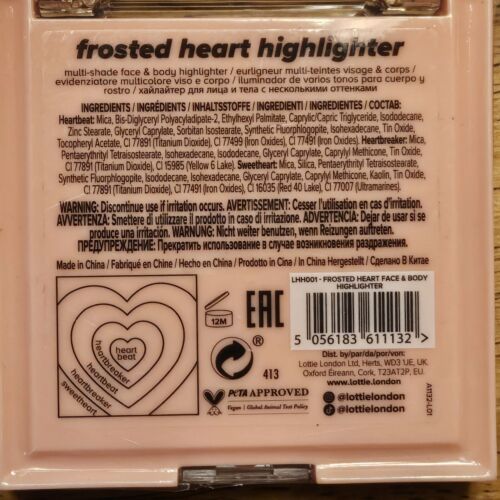 frosted heart highlighter
multi-shade face & body highlighter / eurligneur multi-teintes visage & corps /
evidenziatore multicolore viso e corpo / iluminador de varios tonos para cuerpo y
rostro / хайлайтер для лица и тела с несколькими оттенками
INGREDIENTS / INGRÉDIENTS / INHALTSSTOFFE / INGREDIENTI / INGREDIENTES / СОСТАВ:
Heartbeat: Mica, Bis-Diglyceryl Polyacyladipate-2, Ethylhexyl Palmitate, Caprylic/Capric Triglyceride, Isododecane,
Zinc Stearate, Glyceryl Caprylate, Sorbitan Isostearate, Synthetic Fluorphlogopite, Isohexadecane, Tin Oxide,
Tocopheryl Acetate, CI 77891 (Titanium Dioxide), CI 77499 (Iron Oxides), CI 77491 (Iron Oxides). Heartbreaker: Mica,
Pentaerythrityl Tetraisostearate, Isohexadecane, Isododecane, Glyceryl Caprylate, Caprylyl Methicone, Tin Oxide,
CI 77891 (Titanium Dioxide), CI 15985 (Yellow 6 Lake). Sweetheart: Mica, Silica, Pentaerythrityl Tetraisostearate,
Synthetic Fluorphlogopite, Isododecane, Glyceryl Caprylate, Isohexadecane, Caprylyl Methicone, Kaolin, Tin Oxide,
CI 77891 (Titanium Dioxide), CI 77491 (Iron Oxides), CI 16035 (Red 40 Lake), CI 77007 (Ultramarines).
WARNING: Discontinue use if irritation occurs. AVERTISSEMENT: Cesser l'utilisation en cas d'irritation.
AVVERTENZA: Smettere di utilizzare il prodotto in caso di irritazione. ADVERTENCIA: Dejar de usar si se
produce irritación. WARNUNG: Nicht weiter benutzen, wenn Reizungen auftreten.
ПРЕДУПРЕЖДЕНИЕ: Прекратить использование в случае возникновения раздражения.
Made in China / Fabriqué en Chine / Hecho en China / Prodotto in Cina / In China Hergestellt / Сделано В Китае
heart
beat
heartbreaker
heartbeat
heartbreaker
sweetheart
12M
EAC
®
413
PETA APPROVED
Vegan | Global Animal Test Policy
LHH001 - FROSTED HEART FACE & BODY
HIGHLIGHTER
5 056183 611132 >
Dist. by/par/da/por/von:
Lottie London Ltd, Herts, WD3 1JE, UK.
Oxford Éireann, Cork, T23AT2P, EU.
www.lottie.london
@lottielondon
@lottielondon
A1132-L01